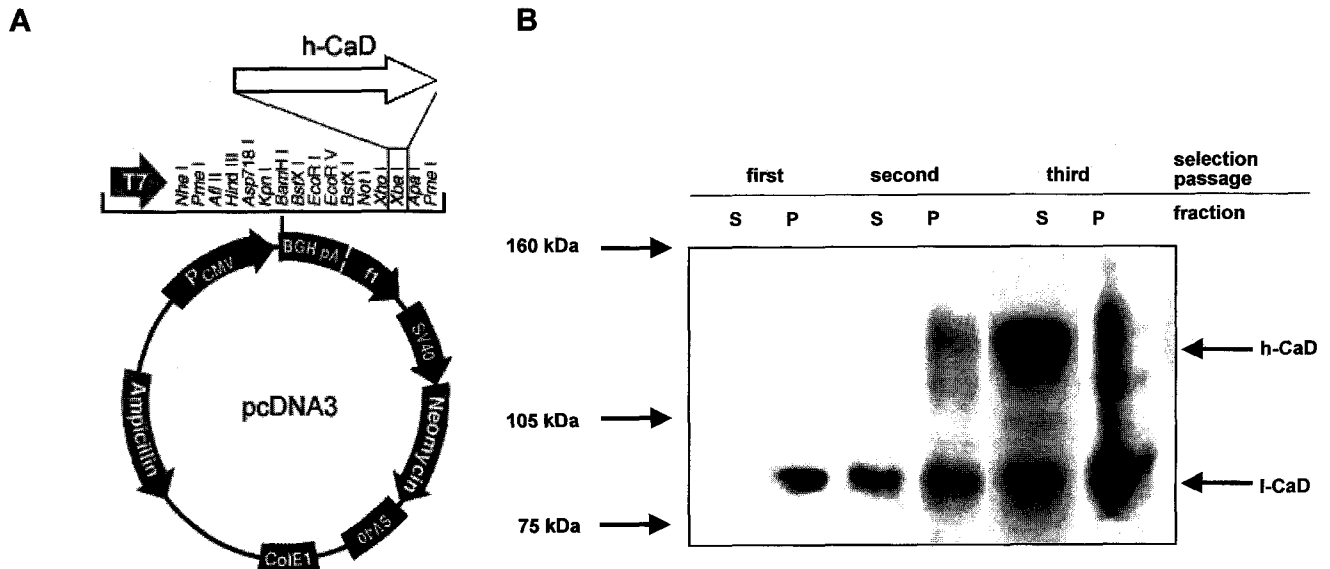 A
h-CaD
T7
Nhe I
Pme I
Afl II
Hind III
Asp718 I
Kpn I
BamH I
BstX I
EcoR I
EcoR V
BstX I
Not I
Xho I
Xba I
Apa I
Pme I
P CMV
BGH pA
f1
SV40
Neomycin
SV40
ColE1
Ampicillin
pcDNA3
B
first second third selection
passage
S P S P S P fraction
160 kDa
h-CaD
105 kDa
l-CaD
75 kDa